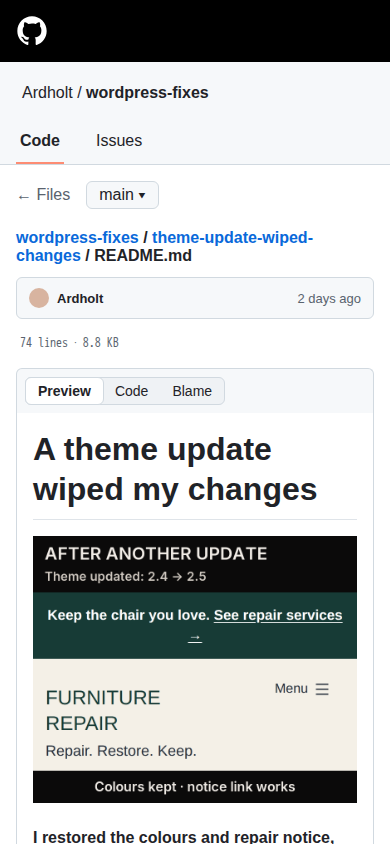 Ardholt / wordpress-fixes
Code Issues
← Files main ▾
wordpress-fixes / theme-update-wiped-
changes / README.md
Ardholt 2 days ago
74 lines · 8.8 KB
Preview Code Blame
A theme update
wiped my changes
AFTER ANOTHER UPDATE
Theme updated: 2.4 → 2.5
Keep the chair you love. See repair services
→
Menu ☰
FURNITURE
REPAIR
Repair. Restore. Keep.
Colours kept · notice link works
I restored the colours and repair notice,